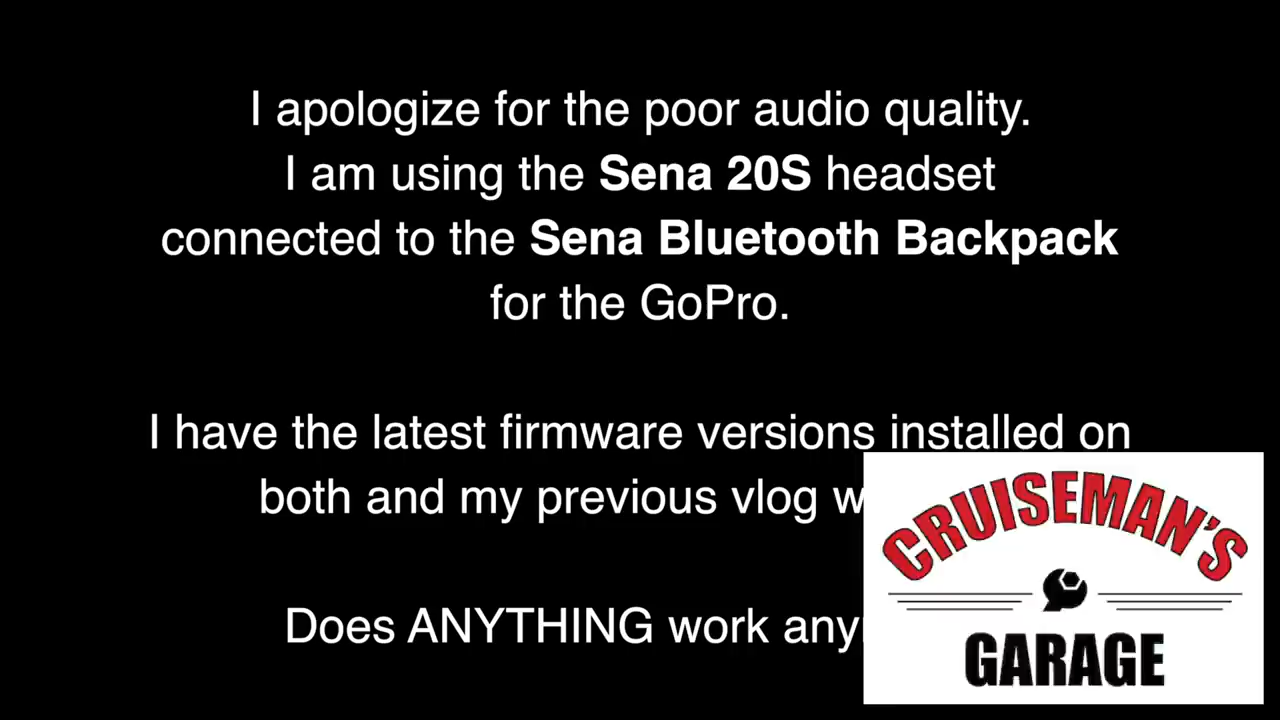 I apologize for the poor audio quality.
I am using the Sena 20S headset
connected to the Sena Bluetooth Backpack
for the GoPro.
I have the latest firmware versions installed on
both and my previous vlog
Does ANYTHING work
CRUISEMAN'S
GARAGE